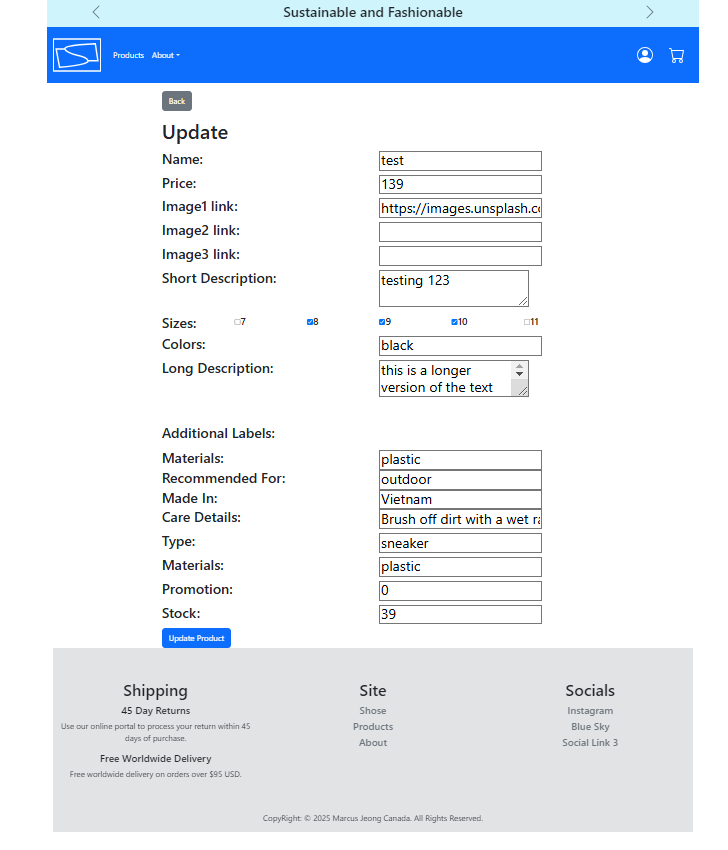 Sustainable and Fashionable
Products About
Back
Update
Name: test
Price: 139
Image1 link: https://images.unsplash.c
Image2 link:
Image3 link:
Short Description: testing 123
Sizes: 7 8 9 10 11
Colors: black
Long Description: this is a longer
version of the text
Additional Labels:
Materials: plastic
Recommended For: outdoor
Made In: Vietnam
Care Details: Brush off dirt with a wet ra
Type: sneaker
Materials: plastic
Promotion: 0
Stock: 39
Update Product
Shipping
45 Day Returns
Use our online portal to process your return within 45
days of purchase.
Free Worldwide Delivery
Free worldwide delivery on orders over $95 USD.
Site
Shose
Products
About
Socials
Instagram
Blue Sky
Social Link 3
CopyRight: © 2025 Marcus Jeong Canada. All Rights Reserved.